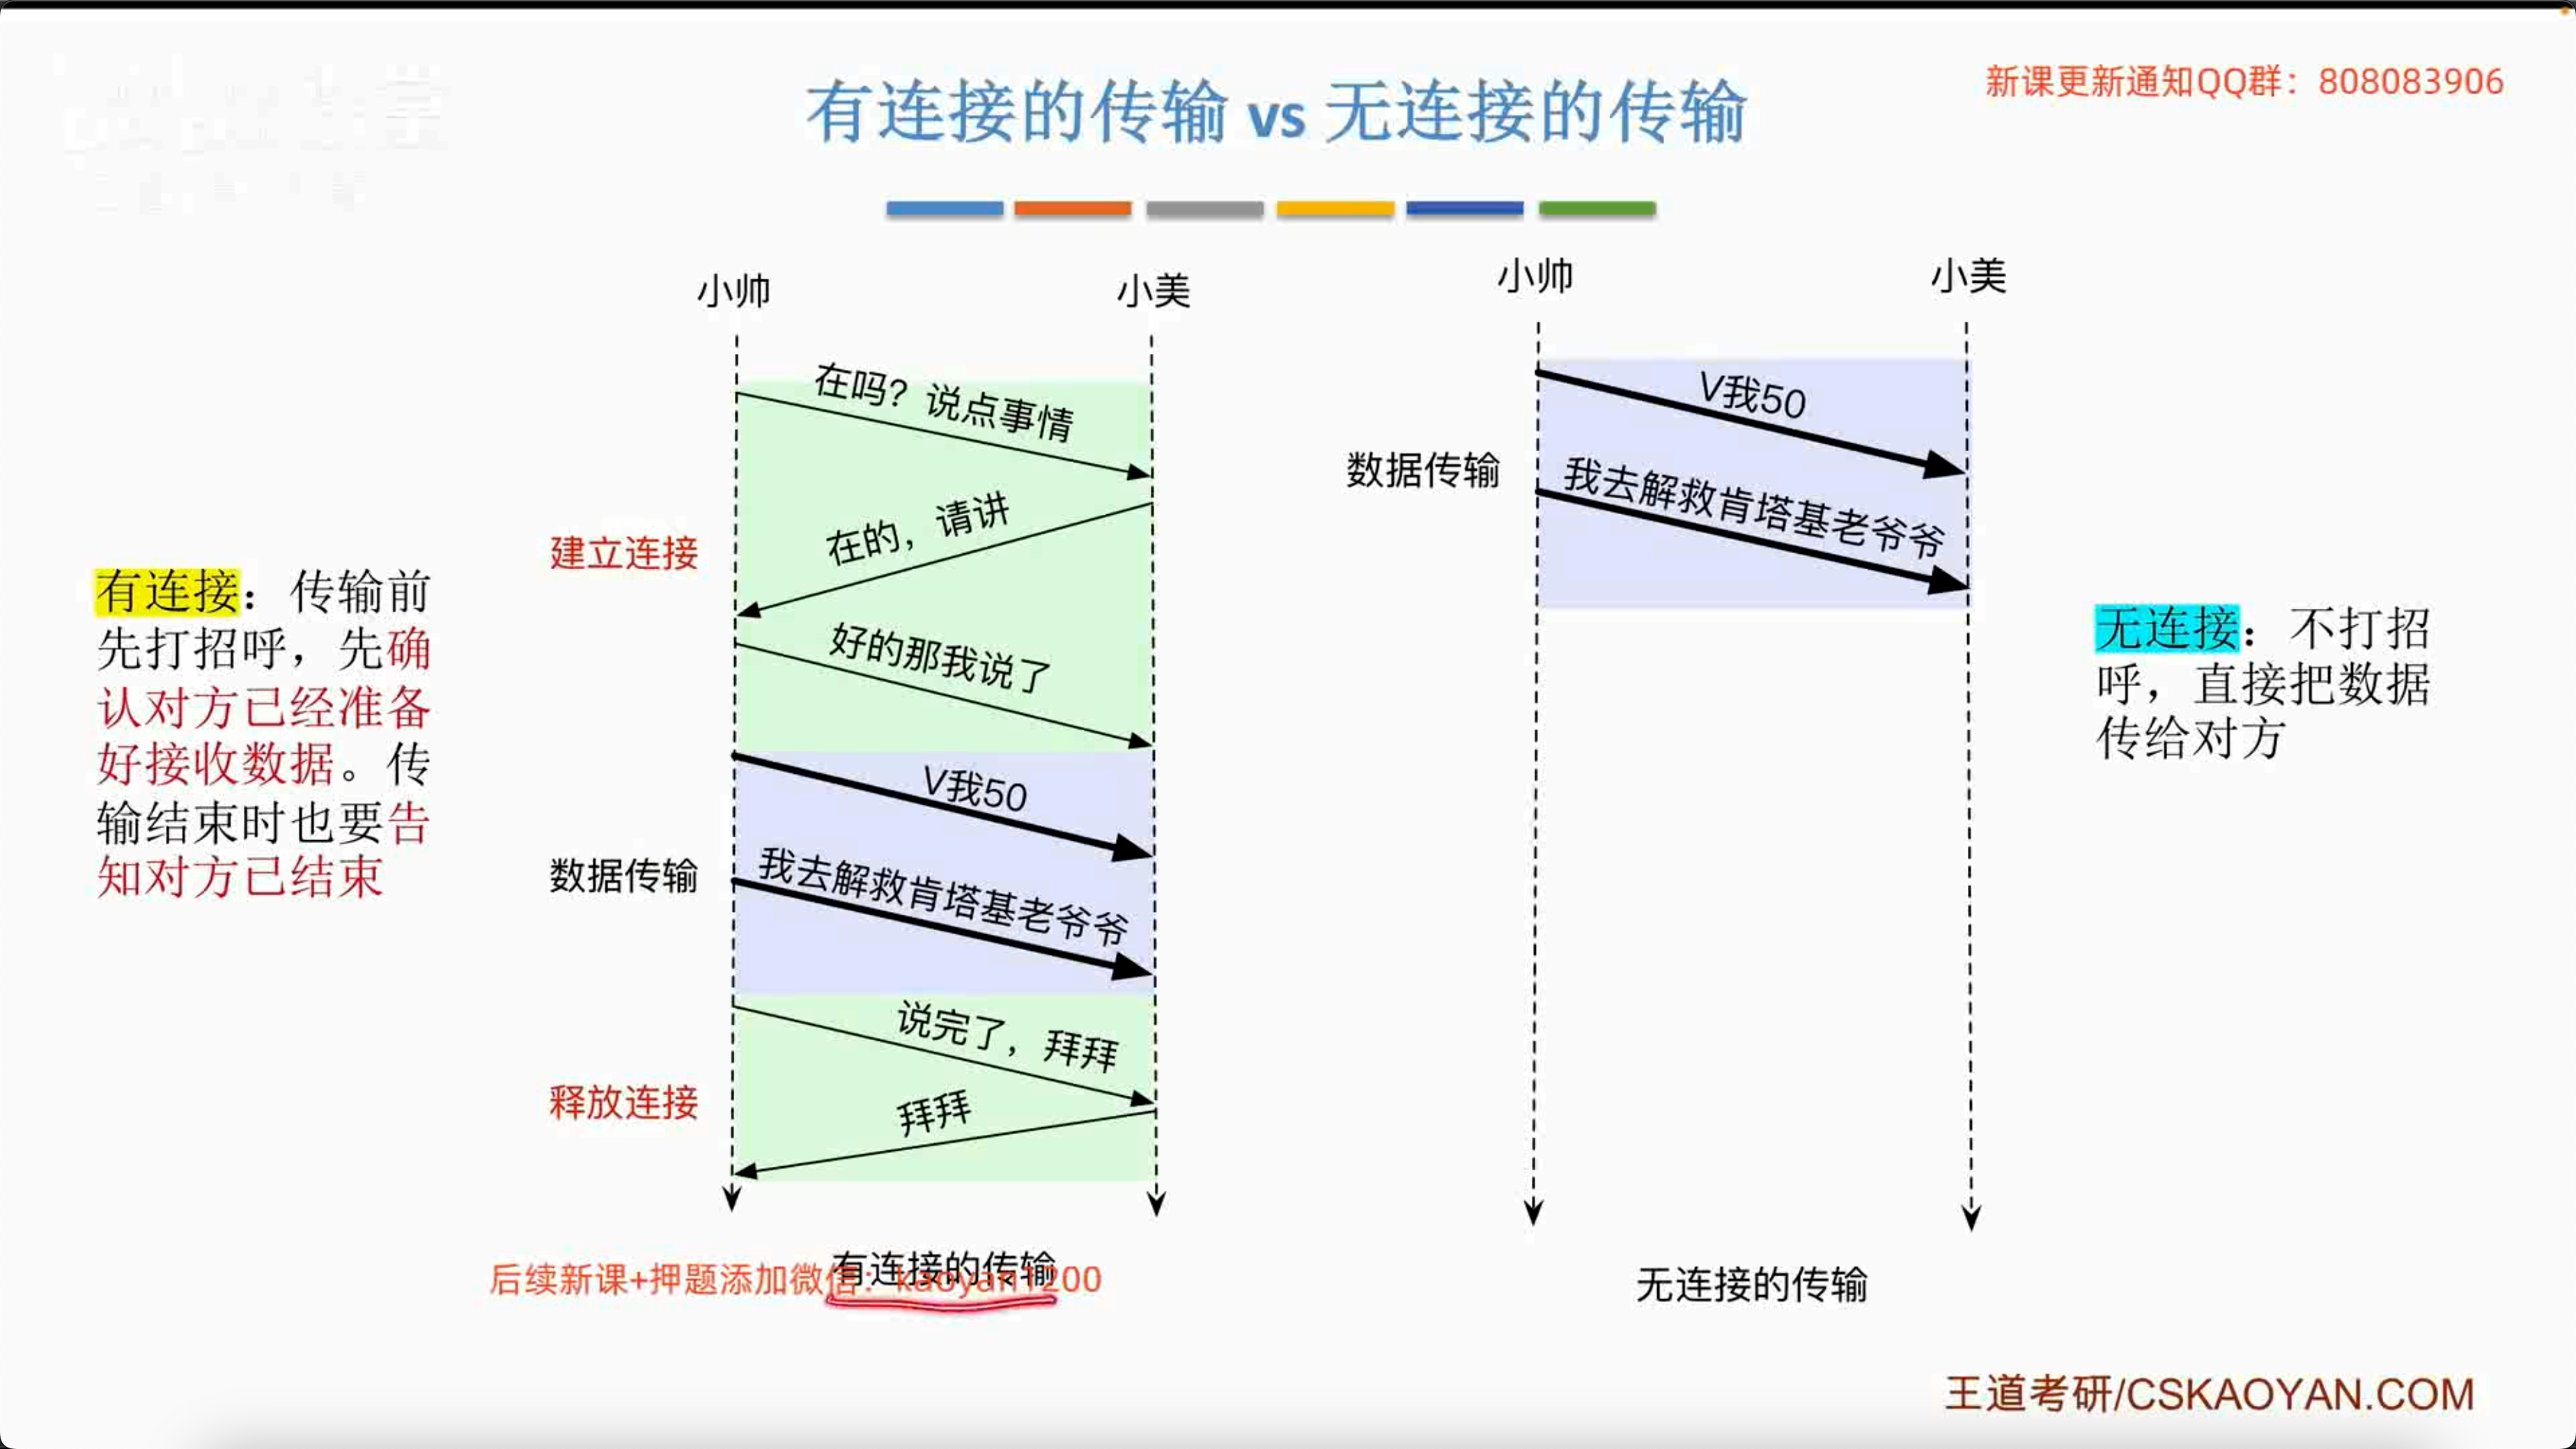 有连接的传输 vs 无连接的传输
新课更新通知QQ群：808083906
有连接：传输前
先打招呼，先确
认对方已经准备
好接收数据。传
输结束时也要告
知对方已结束
小帅
小美
建立连接
在吗？说点事情
在的，请讲
好的那我说了
数据传输
V我50
我去解救肯塔基老爷爷
释放连接
说完了，拜拜
拜拜
有连接的传输
后续新课+押题添加微信：kaoyan1200
小帅
小美
数据传输
V我50
我去解救肯塔基老爷爷
无连接的传输
无连接：不打招
呼，直接把数据
传给对方
王道考研/CSKAOYAN.COM